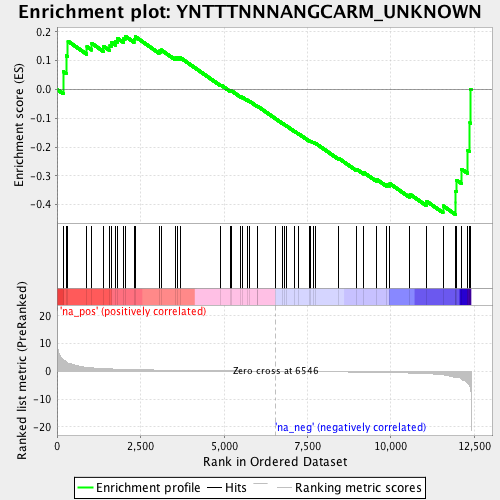 Enrichment plot: YNTTTNNNANGCARM_UNKNOWN
Enrichment score (ES)
0.2
0.1
0.0
-0.1
-0.2
-0.3
-0.4
'na_pos' (positively correlated)
Ranked list metric (PreRanked)
20
10
0
-10
-20
Zero cross at 6546
'na_neg' (negatively correlated)
0
2,500
5,000
7,500
10,000
12,500
Rank in Ordered Dataset
Enrichment profile
Hits
Ranking metric scores